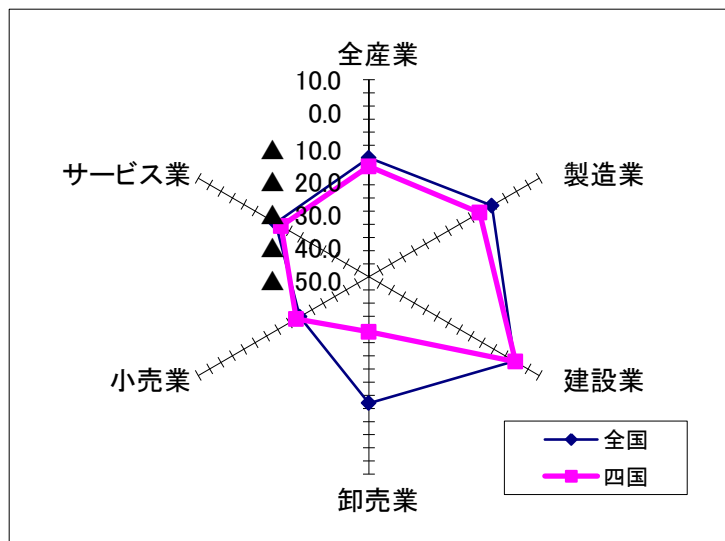 全産業
10.0
0.0
▲ 10.0
▲ 20.0
▲ 30.0
▲ 40.0
▲ 50.0
サービス業
製造業
小売業
建設業
卸売業
全国
四国